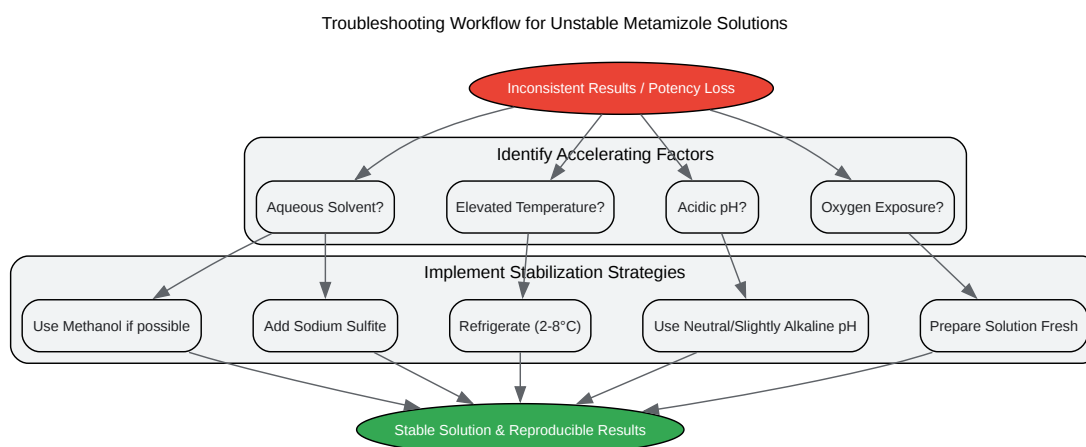 Troubleshooting Workflow for Unstable Metamizole Solutions
Inconsistent Results / Potency Loss
Identify Accelerating Factors
Aqueous Solvent?
Elevated Temperature?
Acidic pH?
Oxygen Exposure?
Implement Stabilization Strategies
Use Methanol if possible
Add Sodium Sulfite
Refrigerate (2-8°C)
Use Neutral/Slightly Alkaline pH
Prepare Solution Fresh
Stable Solution & Reproducible Results